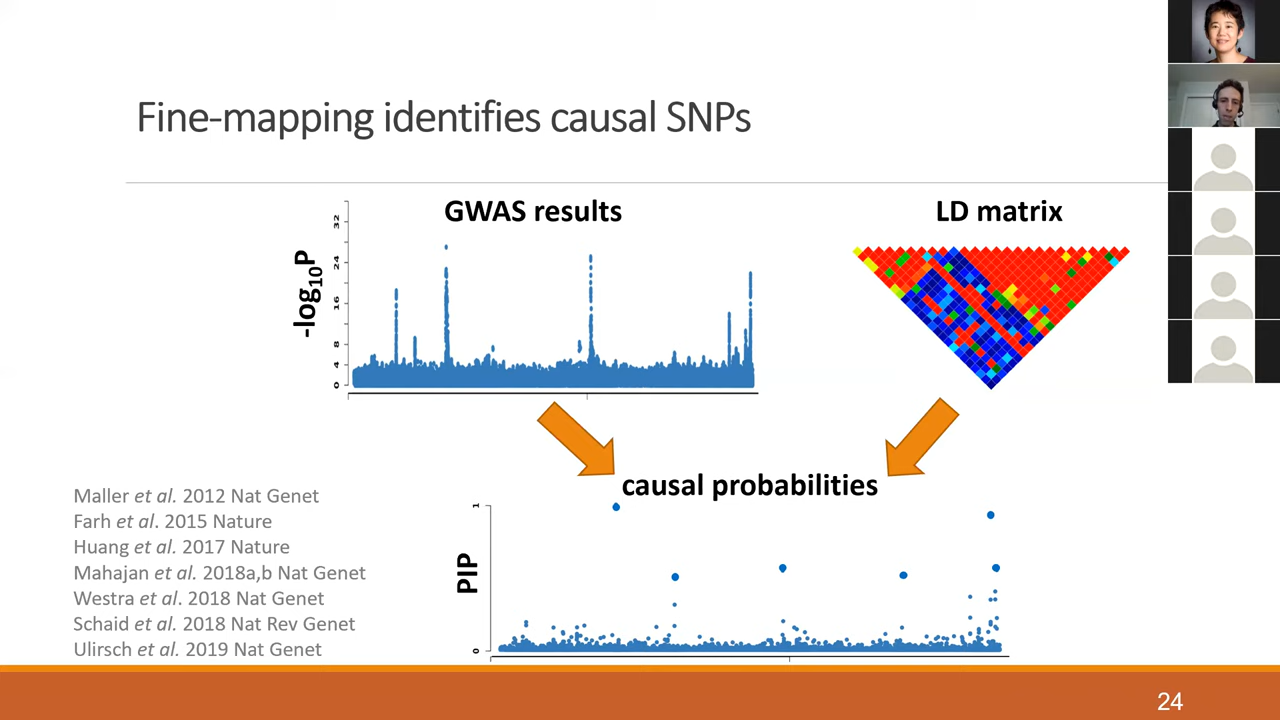 Fine-mapping identifies causal SNPs
GWAS results
LD matrix
-log10P
32
24
16
8
4
0
causal probabilities
PIP
1
0
Maller et al. 2012 Nat Genet
Farh et al. 2015 Nature
Huang et al. 2017 Nature
Mahajan et al. 2018a,b Nat Genet
Westra et al. 2018 Nat Genet
Schaid et al. 2018 Nat Rev Genet
Ulirsch et al. 2019 Nat Genet
24